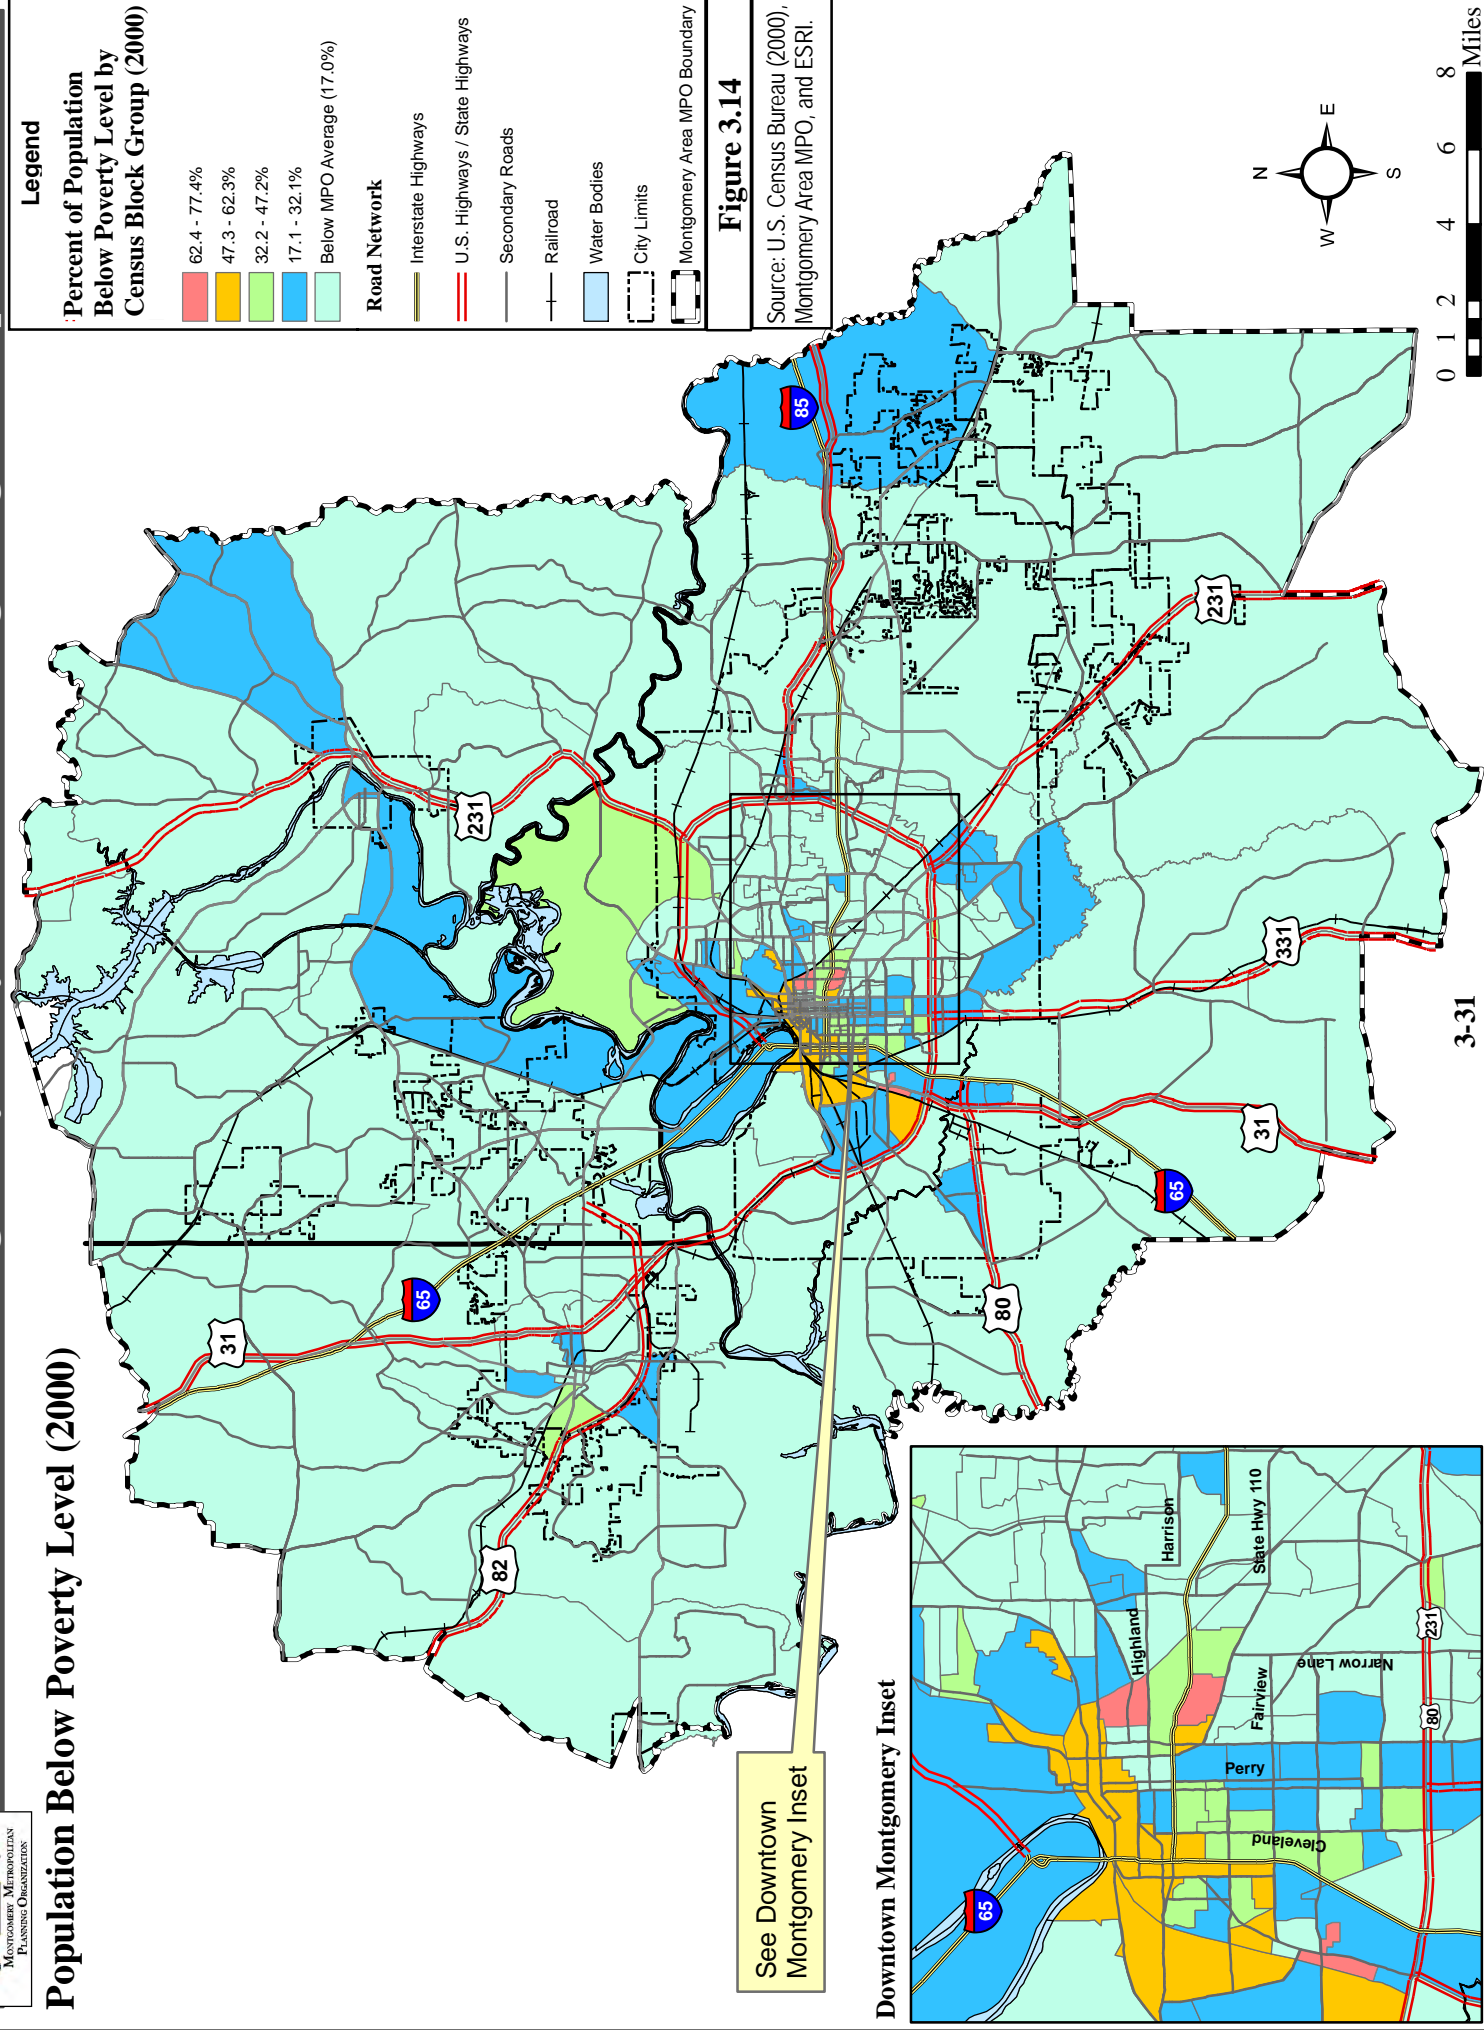 MONTGOMERY METROPOLITAN
PLANNING ORGANIZATION
Population Below Poverty Level (2000)
Legend
Percent of Population
Below Poverty Level by
Census Block Group (2000)
62.4 - 77.4%
47.3 - 62.3%
32.2 - 47.2%
17.1 - 32.1%
Below MPO Average (17.0%)
Road Network
Interstate Highways
U.S. Highways / State Highways
Secondary Roads
Railroad
Water Bodies
City Limits
Montgomery Area MPO Boundary
Figure 3.14
Source: U.S. Census Bureau (2000),
Montgomery Area MPO, and ESRI.
N
W
E
S
0 1 2 4 6 8
Miles
31
65
82
231
85
231
80
65
31
331
See Downtown
Montgomery Inset
Downtown Montgomery Inset
65
Highland
Harrison
State Hwy 110
Fairview
Narrow Lane
Perry
Cleveland
80
231
3-31